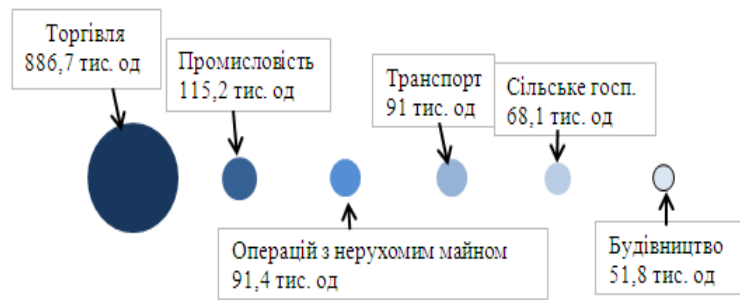 Торгівля
886,7 тис. од
Промисловість
115,2 тис. од
Транспорт
91 тис. од
Сільське госп.
68,1 тис. од
Операцій з нерухомим майном
91,4 тис. од
Будівництво
51,8 тис. од